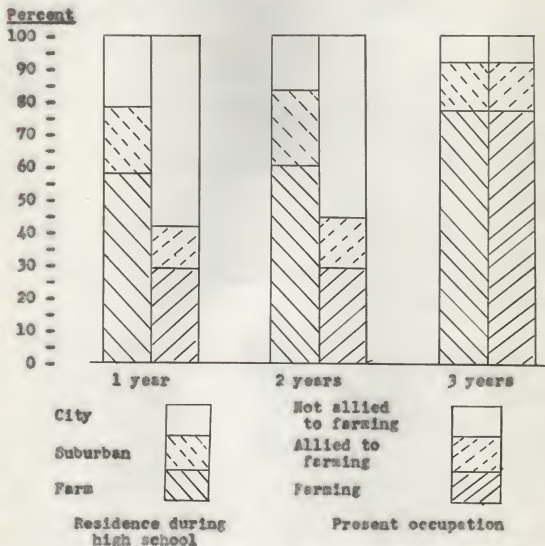 Percent
100
90
80
70
60
50
40
30
20
10
0
1 year
2 years
3 years
City
Suburban
Farm
Residence during
high school
Not allied
to farming
Allied to
farming
Farming
Present occupation